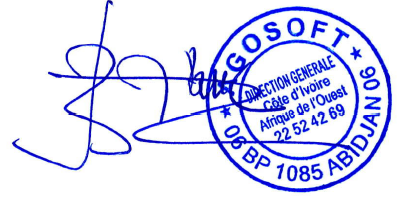 GOSOFT
DIRECTION GENERALE
Côte d'Ivoire
Afrique de l'Ouest
22 52 42 69
06 BP 1085 ABIDJAN 06